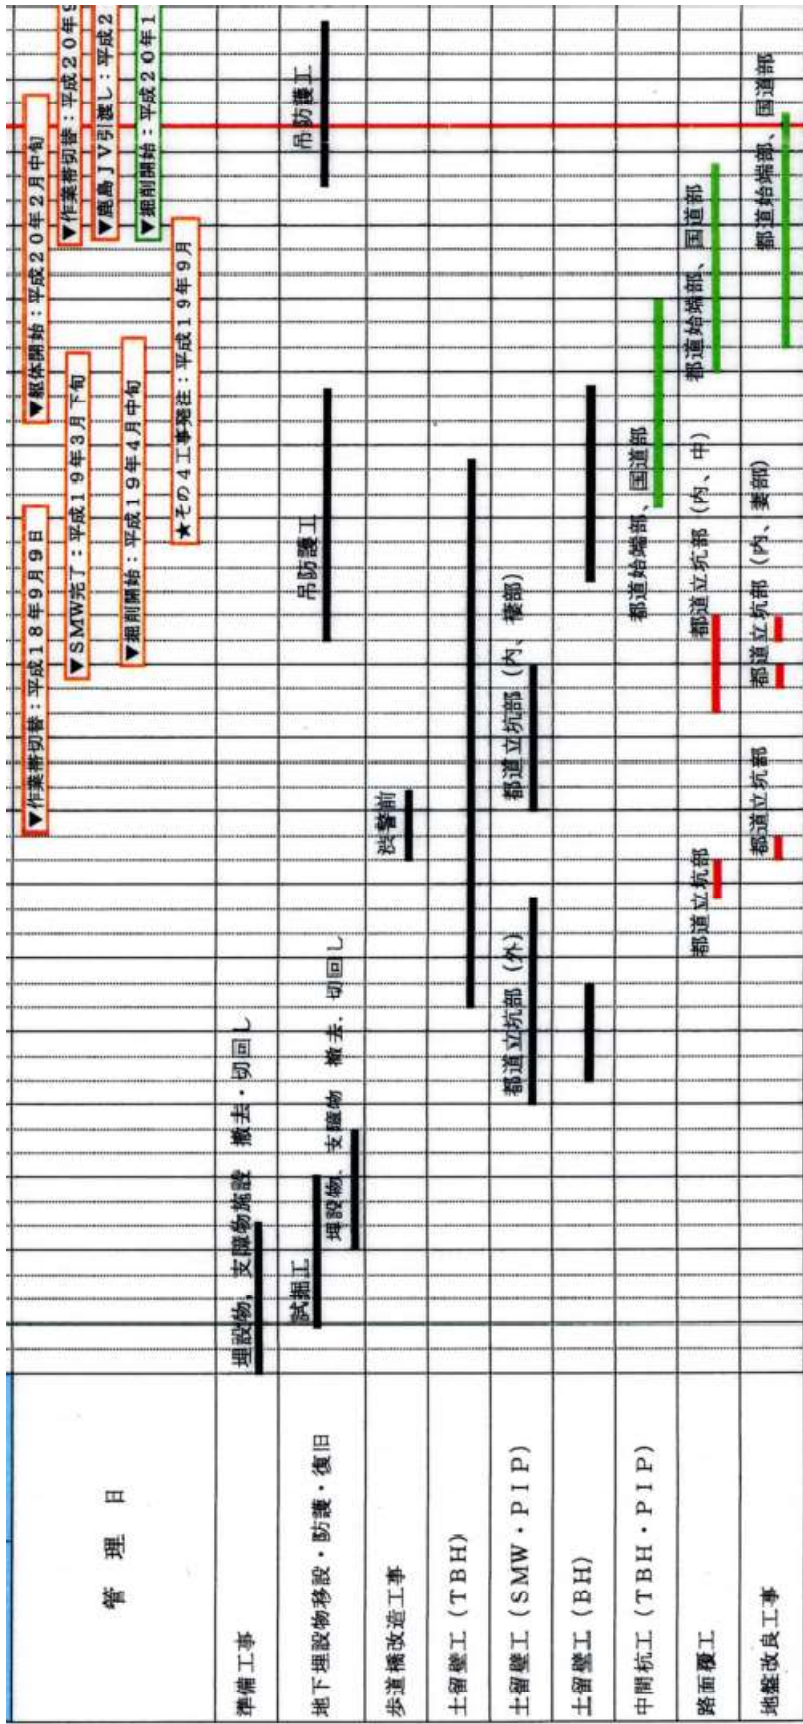 管理日
▼作業帯切替：平成18年9月9日
▼躯体開始：平成20年2月中旬
▼SMW完了：平成19年3月下旬
▼作業帯切替：平成20年9
▼鹿島JV引渡し：平成2
▼掘削開始：平成19年4月中旬
▼掘削開始：平成20年1
★その4工事発注：平成19年9月
準備工事
埋設物，支障物施設　撤去・切回し
地下埋設物移設・防護・復旧
試掘工
埋設物、支障物　撤去、切回し
吊防護工
吊防護工
歩道橋改造工事
渋警前
土留壁工（TBH）
土留壁工（SMW・PIP）
都道立坑部（外）
都道立坑部（内、褄部）
土留壁工（BH）
中間杭工（TBH・PIP）
都道始端部、国道部
路面覆工
都道立坑部
都道立坑部（内、中）
都道始端部、国道部
地盤改良工事
都道立坑部
都道立坑部（内、妻部）
都道始端部、国道部